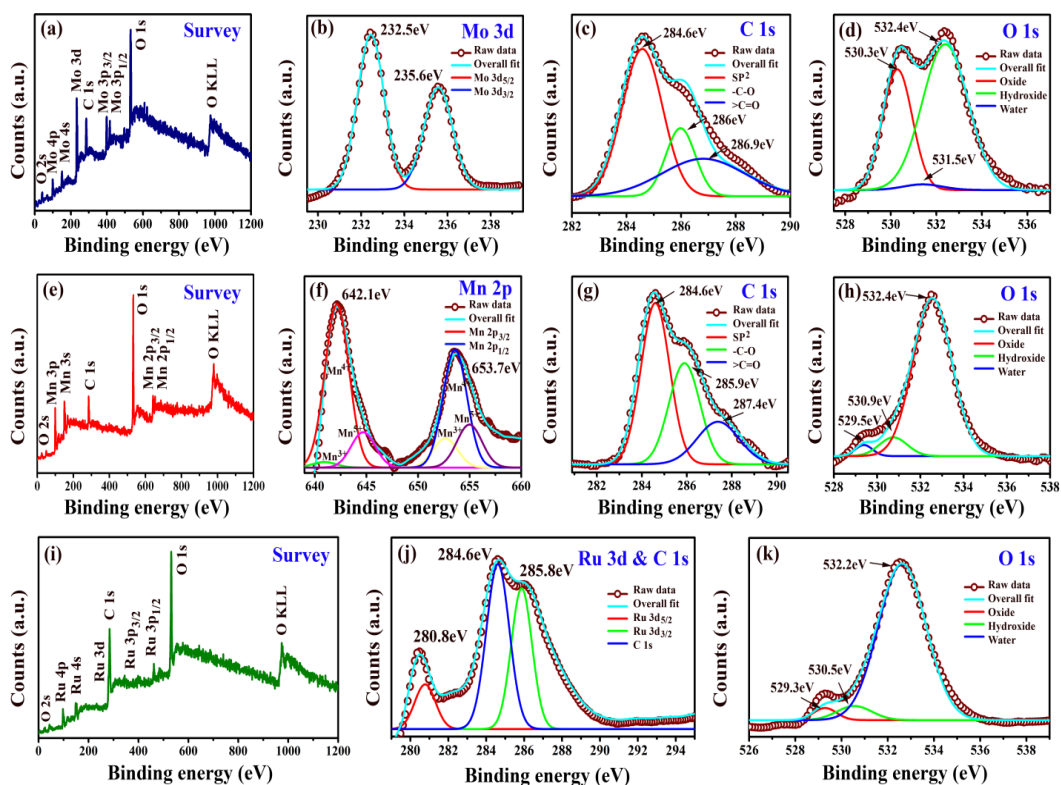 (a)
Survey
O 2s
Mo 4p
Mo 4s
Mo 3d
C 1s
Mo 3p3/2
Mo 3p1/2
O 1s
O KLL
Counts (a.u.)
0 200 400 600 800 1000 1200
Binding energy (eV)
(b)
Mo 3d
232.5eV
235.6eV
Raw data
Overall fit
Mo 3d5/2
Mo 3d3/2
Counts (a.u.)
230 232 234 236 238
Binding energy (eV)
(c)
C 1s
284.6eV
286eV
286.9eV
Raw data
Overall fit
SP2
-C-O
>C=O
Counts (a.u.)
282 284 286 288 290
Binding energy (eV)
(d)
O 1s
530.3eV
532.4eV
531.5eV
Raw data
Overall fit
Oxide
Hydroxide
Water
Counts (a.u.)
528 530 532 534 536
Binding energy (eV)
(e)
Survey
O 2s
Mn 3p
Mn 3s
C 1s
O 1s
Mn 2p3/2
Mn 2p1/2
O KLL
Counts (a.u.)
0 200 400 600 800 1000 1200
Binding energy (eV)
(f)
Mn 2p
642.1eV
653.7eV
Raw data
Overall fit
Mn 2p3/2
Mn 2p1/2
Mn3+
Mn3+
Counts (a.u.)
640 645 650 655 660
Binding energy (eV)
(g)
C 1s
284.6eV
285.9eV
287.4eV
Raw data
Overall fit
SP2
-C-O
>C=O
Counts (a.u.)
282 284 286 288 290
Binding energy (eV)
(h)
O 1s
532.4eV
530.9eV
529.5eV
Raw data
Overall fit
Oxide
Hydroxide
Water
Counts (a.u.)
528 530 532 534 536 538
Binding energy (eV)
(i)
Survey
O 2s
Ru 4p
Ru 4s
Ru 3d
C 1s
Ru 3p3/2
Ru 3p1/2
O 1s
O KLL
Counts (a.u.)
0 200 400 600 800 1000 1200
Binding energy (eV)
(j)
Ru 3d & C 1s
284.6eV
285.8eV
280.8eV
Raw data
Overall fit
Ru 3d5/2
Ru 3d3/2
C 1s
Counts (a.u.)
280 282 284 286 288 290 292 294
Binding energy (eV)
(k)
O 1s
532.2eV
530.5eV
529.3eV
Raw data
Overall fit
Oxide
Hydroxide
Water
Counts (a.u.)
526 528 530 532 534 536 538
Binding energy (eV)